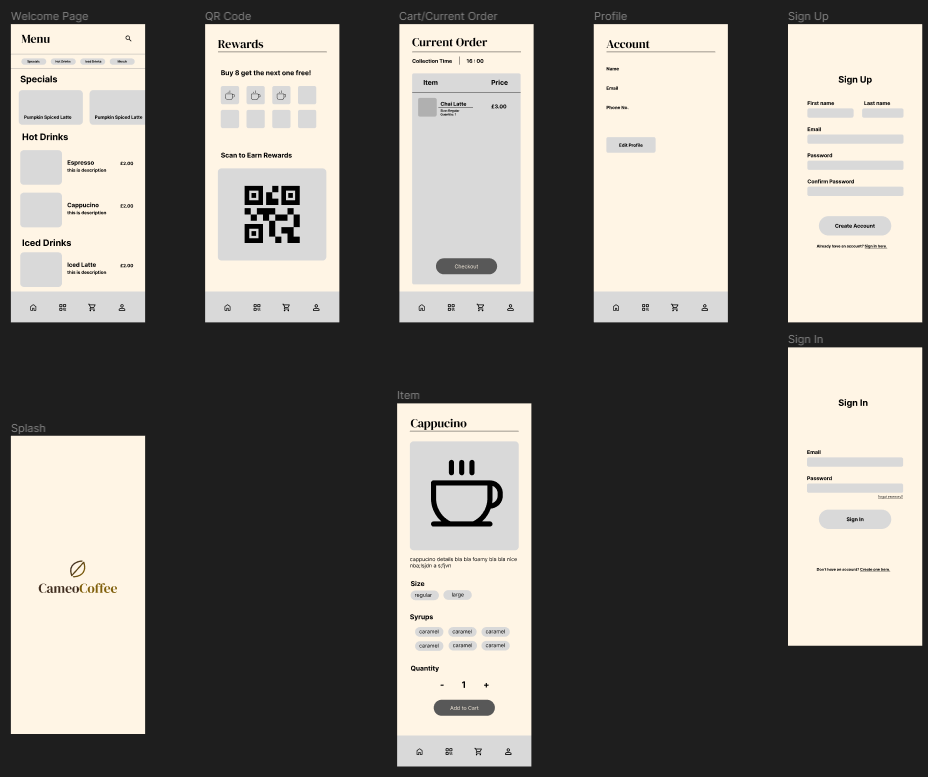 Welcome Page
Menu
Specials
Hot Drinks
Iced Drinks
Specials
Pumpkin Spiced Latte
Pumpkin Spiced Latte
Hot Drinks
Espresso £2.00
this is description
Cappucino £2.00
this is description
Iced Drinks
Iced Latte £2.00
this is description
QR Code
Rewards
Buy 8 get the next one free!
Scan to Earn Rewards
Cart/Current Order
Current Order
Collection Time 16 : 00
Item Price
Chai Latte £3.00
Size: Regular
Quantity: 1
Checkout
Profile
Account
Name
Email
Phone No.
Edit Profile
Sign Up
Sign Up
First name Last name
Email
Password
Confirm Password
Create Account
Already have an account? Sign in here.
Splash
CameoCoffee
Item
Cappucino
cappucino details bla bla foamy bla bla nice
Size
regular large
Syrups
caramel caramel caramel
caramel caramel caramel
Quantity
- 1 +
Add to Cart
Sign In
Sign In
Email
Password
Forgot password?
Sign In
Don't have an account? Create one here.